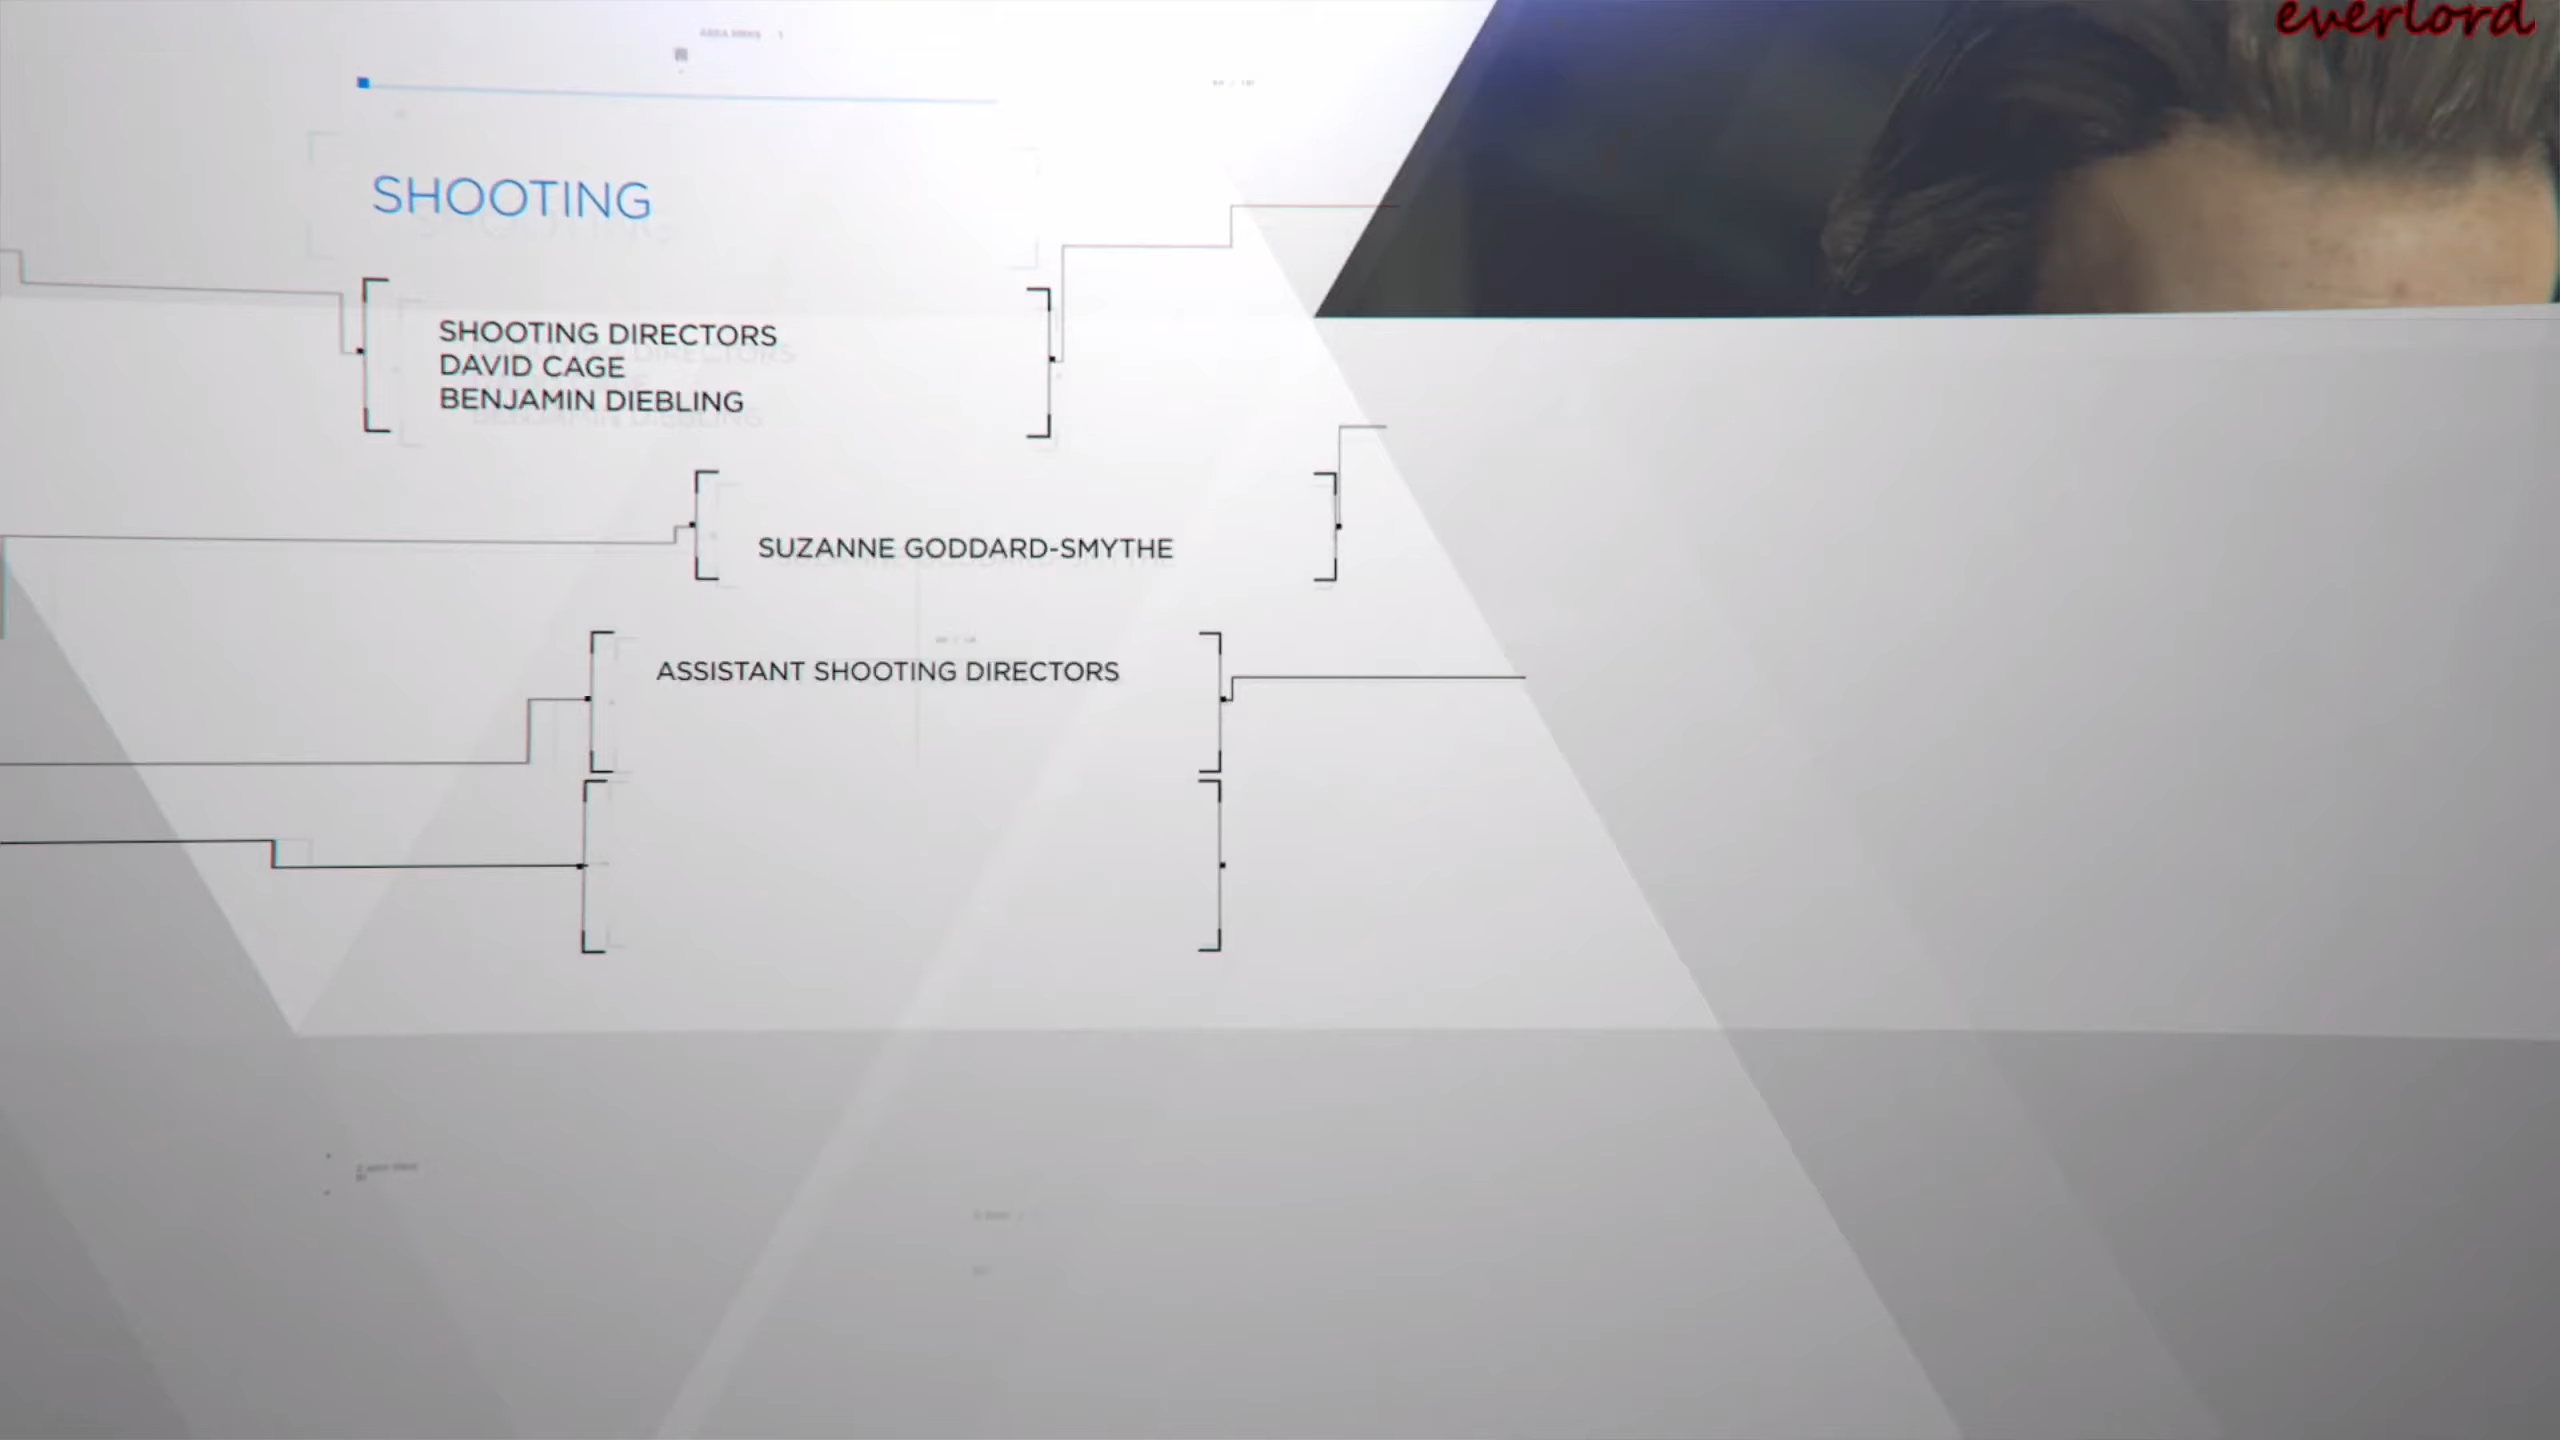 everlord
SHOOTING
SHOOTING DIRECTORS
DAVID CAGE
BENJAMIN DIEBLING
SUZANNE GODDARD-SMYTHE
ASSISTANT SHOOTING DIRECTORS